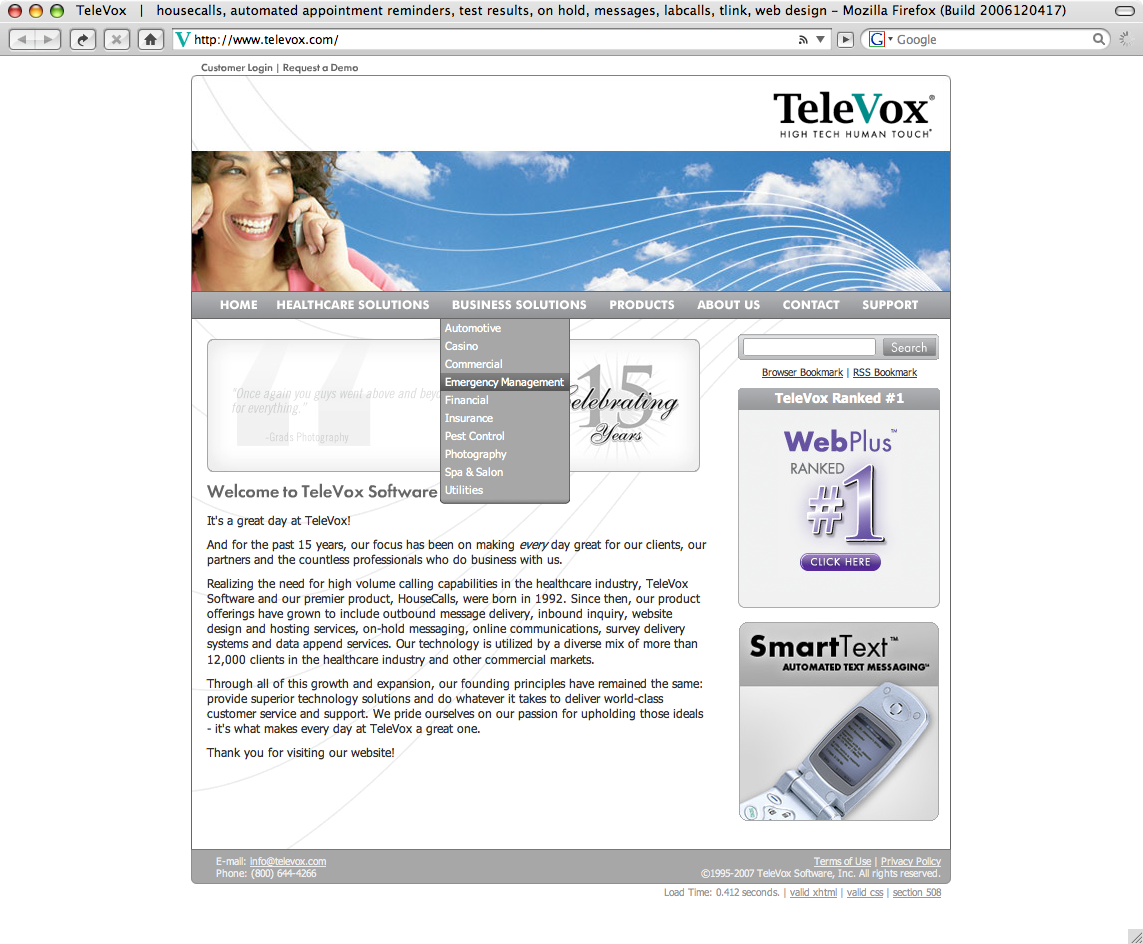 TeleVox | housecalls, automated appointment reminders, test results, on hold, messages, labcalls, tlink, web design – Mozilla Firefox (Build 2006120417)
http://www.televox.com/
Google
Customer Login | Request a Demo
TeleVox®
HIGH TECH HUMAN TOUCH
HOME HEALTHCARE SOLUTIONS BUSINESS SOLUTIONS PRODUCTS ABOUT US CONTACT SUPPORT
Automotive
Casino
Commercial
Emergency Management
Financial
Insurance
Pest Control
Photography
Spa & Salon
Utilities
"Once again you guys went above and
for everything."
-Grads Photography
15
Celebrating
Years
Search
Browser Bookmark | RSS Bookmark
TeleVox Ranked #1
WebPlus™
RANKED
#1
CLICK HERE
SmartText™
AUTOMATED TEXT MESSAGING™
Welcome to TeleVox Software
It's a great day at TeleVox!
And for the past 15 years, our focus has been on making every day great for our clients, our
partners and the countless professionals who do business with us.
Realizing the need for high volume calling capabilities in the healthcare industry, TeleVox
Software and our premier product, HouseCalls, were born in 1992. Since then, our product
offerings have grown to include outbound message delivery, inbound inquiry, website
design and hosting services, on-hold messaging, online communications, survey delivery
systems and data append services. Our technology is utilized by a diverse mix of more than
12,000 clients in the healthcare industry and other commercial markets.
Through all of this growth and expansion, our founding principles have remained the same:
provide superior technology solutions and do whatever it takes to deliver world-class
customer service and support. We pride ourselves on our passion for upholding those ideals
- it's what makes every day at TeleVox a great one.
Thank you for visiting our website!
E-mail: info@televox.com
Phone: (800) 644-4266
Terms of Use | Privacy Policy
©1995-2007 TeleVox Software, Inc. All rights reserved.
Load Time: 0.412 seconds. | valid xhtml | valid css | section 508